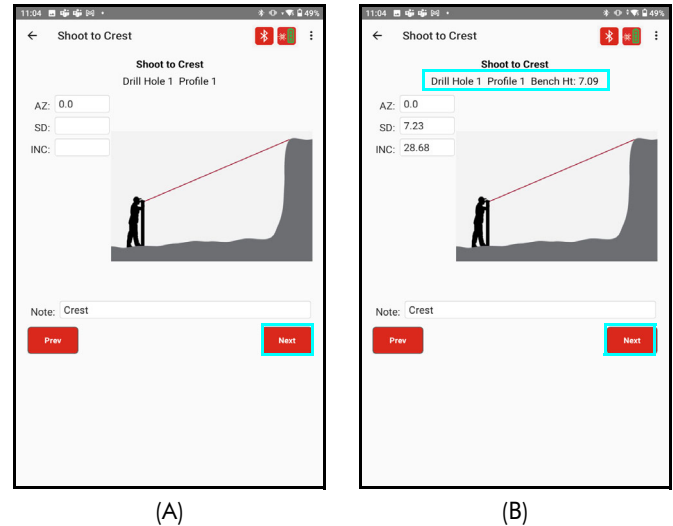 11:04 49%
Shoot to Crest
Shoot to Crest
Drill Hole 1 Profile 1
AZ: 0.0
SD:
INC:
Note: Crest
Prev Next
(A)
11:04 49%
Shoot to Crest
Shoot to Crest
Drill Hole 1 Profile 1 Bench Ht: 7.09
AZ: 0.0
SD: 7.23
INC: 28.68
Note: Crest
Prev Next
(B)